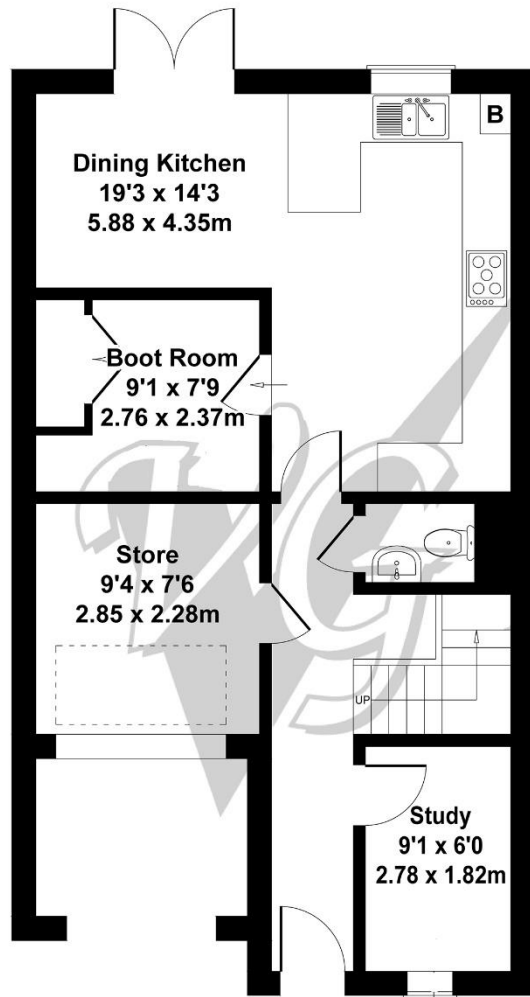 B
Dining Kitchen
19'3 x 14'3
5.88 x 4.35m
Boot Room
9'1 x 7'9
2.76 x 2.37m
Store
9'4 x 7'6
2.85 x 2.28m
UP
Study
9'1 x 6'0
2.78 x 1.82m
VG